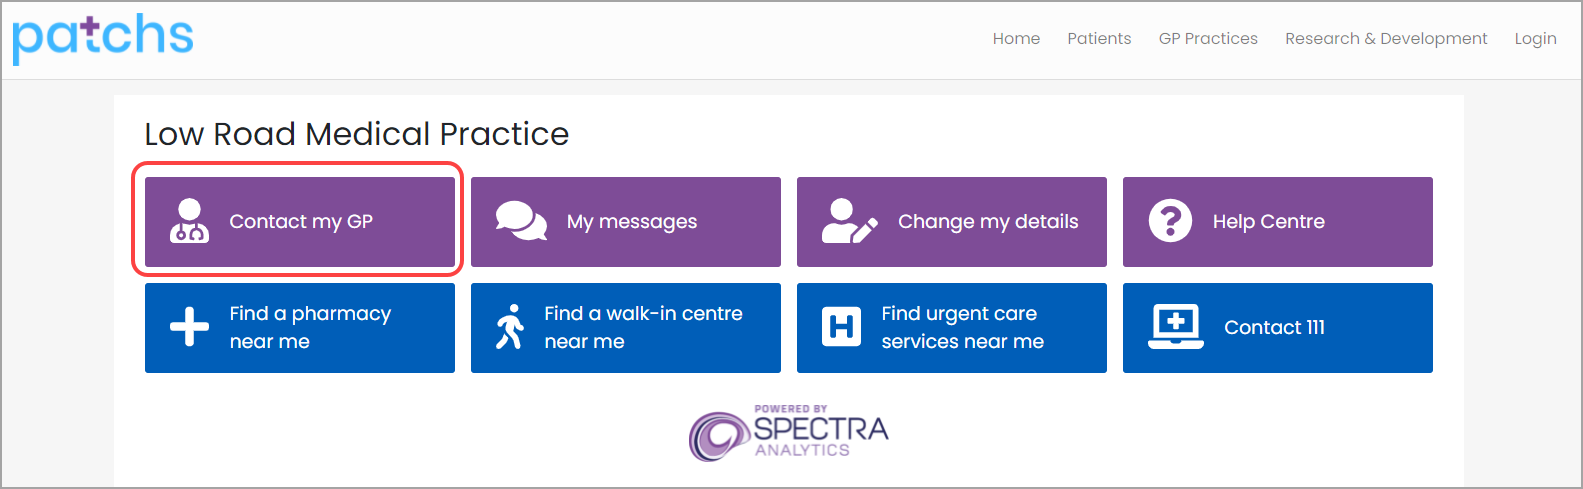 patchs
Home Patients GP Practices Research & Development Login
Low Road Medical Practice
Contact my GP
My messages
Change my details
Help Centre
Find a pharmacy
near me
Find a walk-in centre
near me
Find urgent care
services near me
Contact 111
POWERED BY
SPECTRA
ANALYTICS